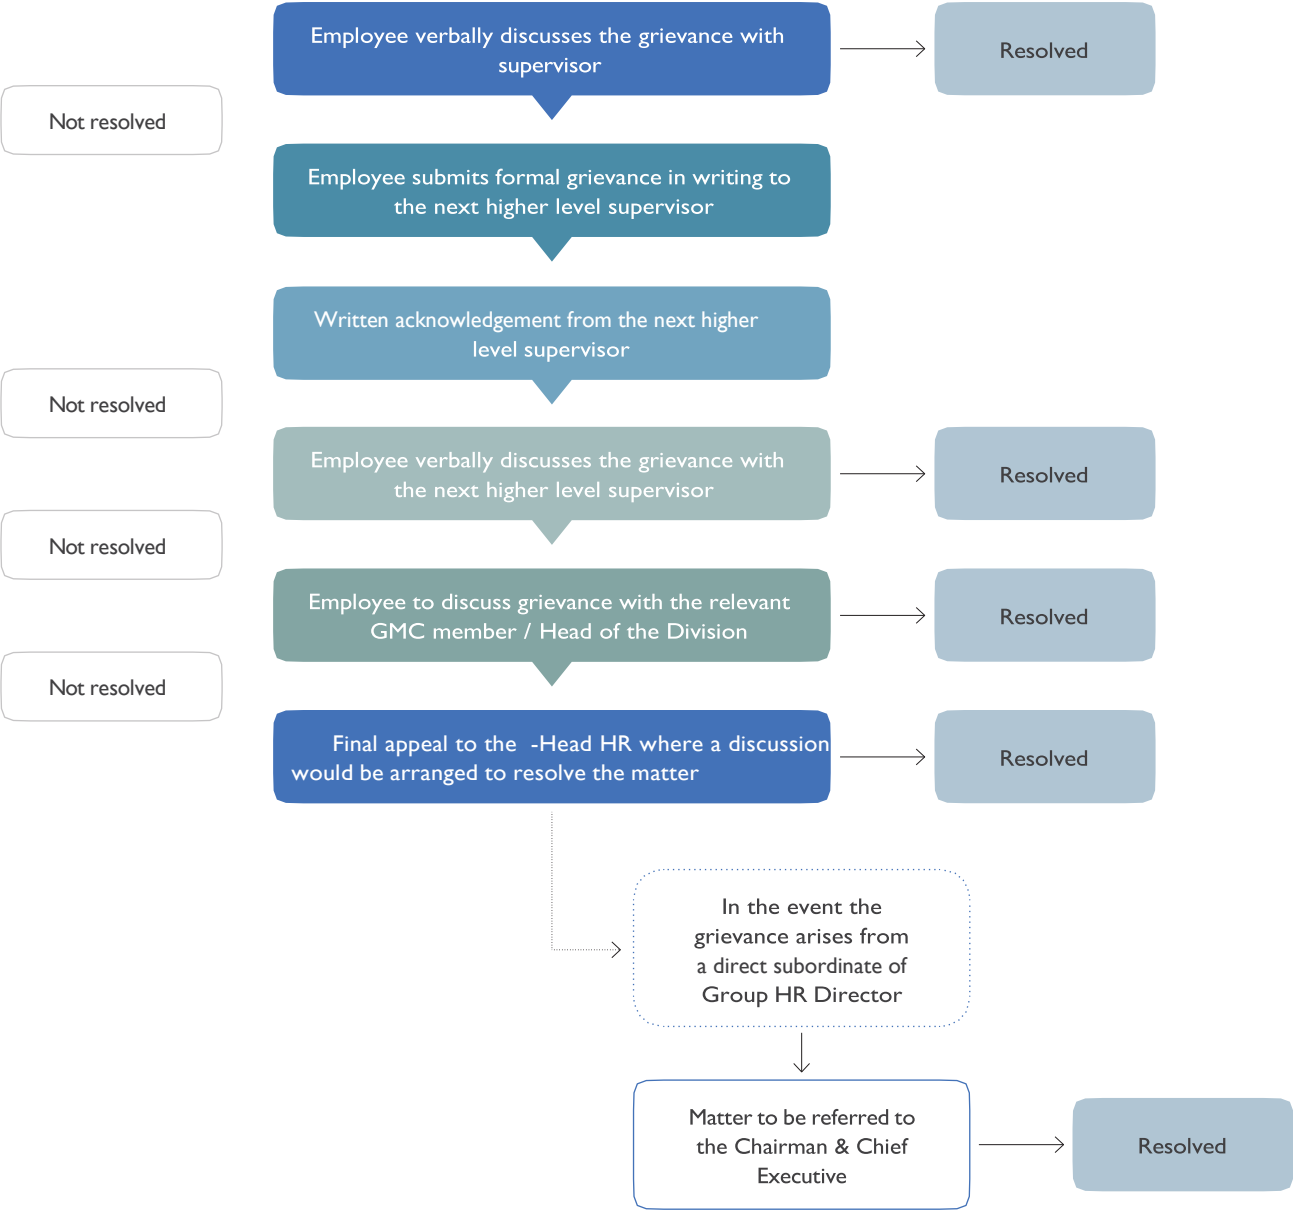 Employee verbally discusses the grievance with
supervisor
Resolved
Not resolved
Employee submits formal grievance in writing to
the next higher level supervisor
Written acknowledgement from the next higher
level supervisor
Not resolved
Employee verbally discusses the grievance with
the next higher level supervisor
Resolved
Not resolved
Employee to discuss grievance with the relevant
GMC member / Head of the Division
Resolved
Not resolved
Final appeal to the -Head HR where a discussion
would be arranged to resolve the matter
Resolved
In the event the
grievance arises from
a direct subordinate of
Group HR Director
Matter to be referred to
the Chairman & Chief
Executive
Resolved